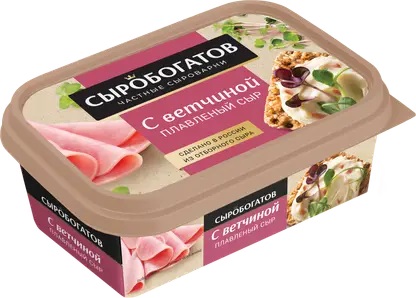 СЫРОБОГАТОВ
ЧАСТНЫЕ СЫРОВАРНИ
С ВЕТЧИНОЙ
ПЛАВЛЕНЫЙ СЫР
СДЕЛАНО В РОССИИ
ИЗ ОТБОРНОГО СЫРА
СЫРОБОГАТОВ
С ВЕТЧИНОЙ
ПЛАВЛЕНЫЙ СЫР